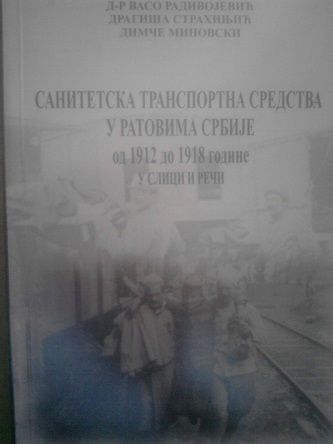 Д-Р ВАСО РАДИВОЈЕВИЋ
ДРАГИША СТРАХИЊИЋ
ДИМЧЕ МИНОВСКИ
САНИТЕТСКА ТРАНСПОРТНА СРЕДСТВА
У РАТОВИМА СРБИЈЕ
од 1912 до 1918 године
У СЛИЦИ И РЕЧИ